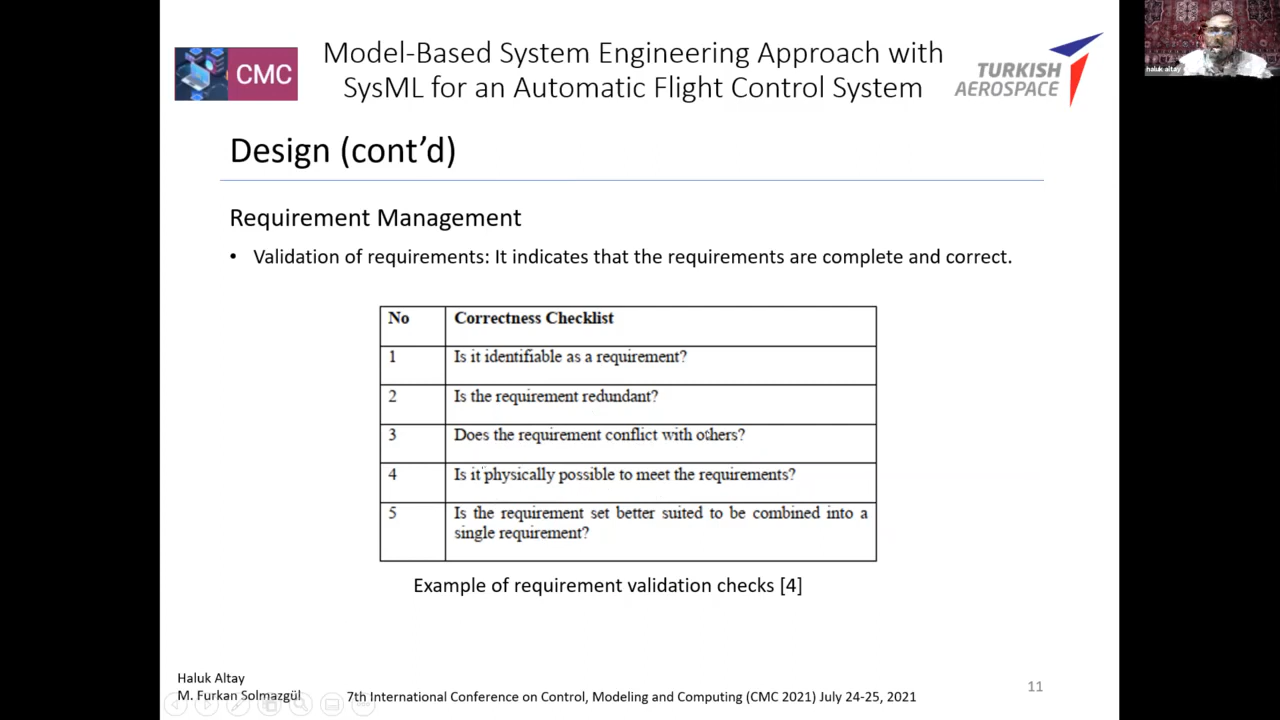 CMC
Model-Based System Engineering Approach with
SysML for an Automatic Flight Control System
TURKISH
AEROSPACE
haluk altay
Design (cont’d)
Requirement Management
• Validation of requirements: It indicates that the requirements are complete and correct.
No Correctness Checklist
1 Is it identifiable as a requirement?
2 Is the requirement redundant?
3 Does the requirement conflict with others?
4 Is it physically possible to meet the requirements?
5 Is the requirement set better suited to be combined into a
single requirement?
Example of requirement validation checks [4]
Haluk Altay
M. Furkan Solmazgül
7th International Conference on Control, Modeling and Computing (CMC 2021) July 24-25, 2021
11